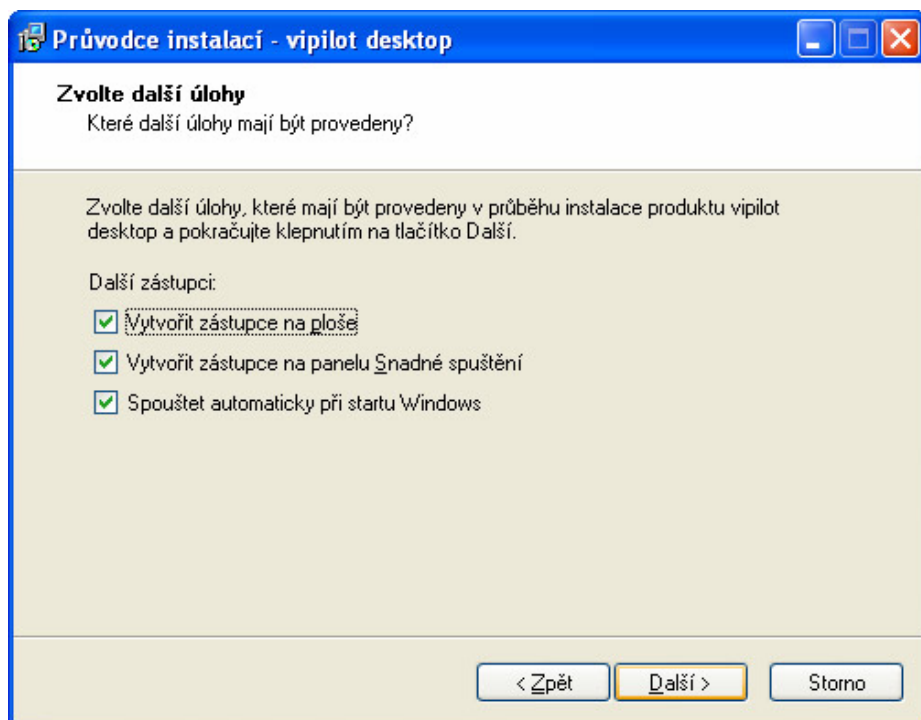 Průvodce instalací - vipilot desktop
Zvolte další úlohy
Které další úlohy mají být provedeny?
Zvolte další úlohy, které mají být provedeny v průběhu instalace produktu vipilot
desktop a pokračujte klepnutím na tlačítko Další.
Další zástupci:
Vytvořit zástupce na ploše
Vytvořit zástupce na panelu Snadné spuštění
Spouštet automaticky při startu Windows
< Zpět
Další >
Storno